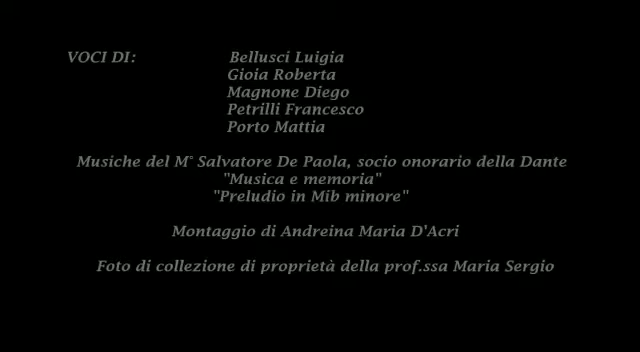 VOCI DI: Bellusci Luigia
Gioia Roberta
Magnone Diego
Petrilli Francesco
Porto Mattia
Musiche del M° Salvatore De Paola, socio onorario della Dante
"Musica e memoria"
"Preludio in Mib minore"
Montaggio di Andreina Maria D'Acri
Foto di collezione di proprietà della prof.ssa Maria Sergio